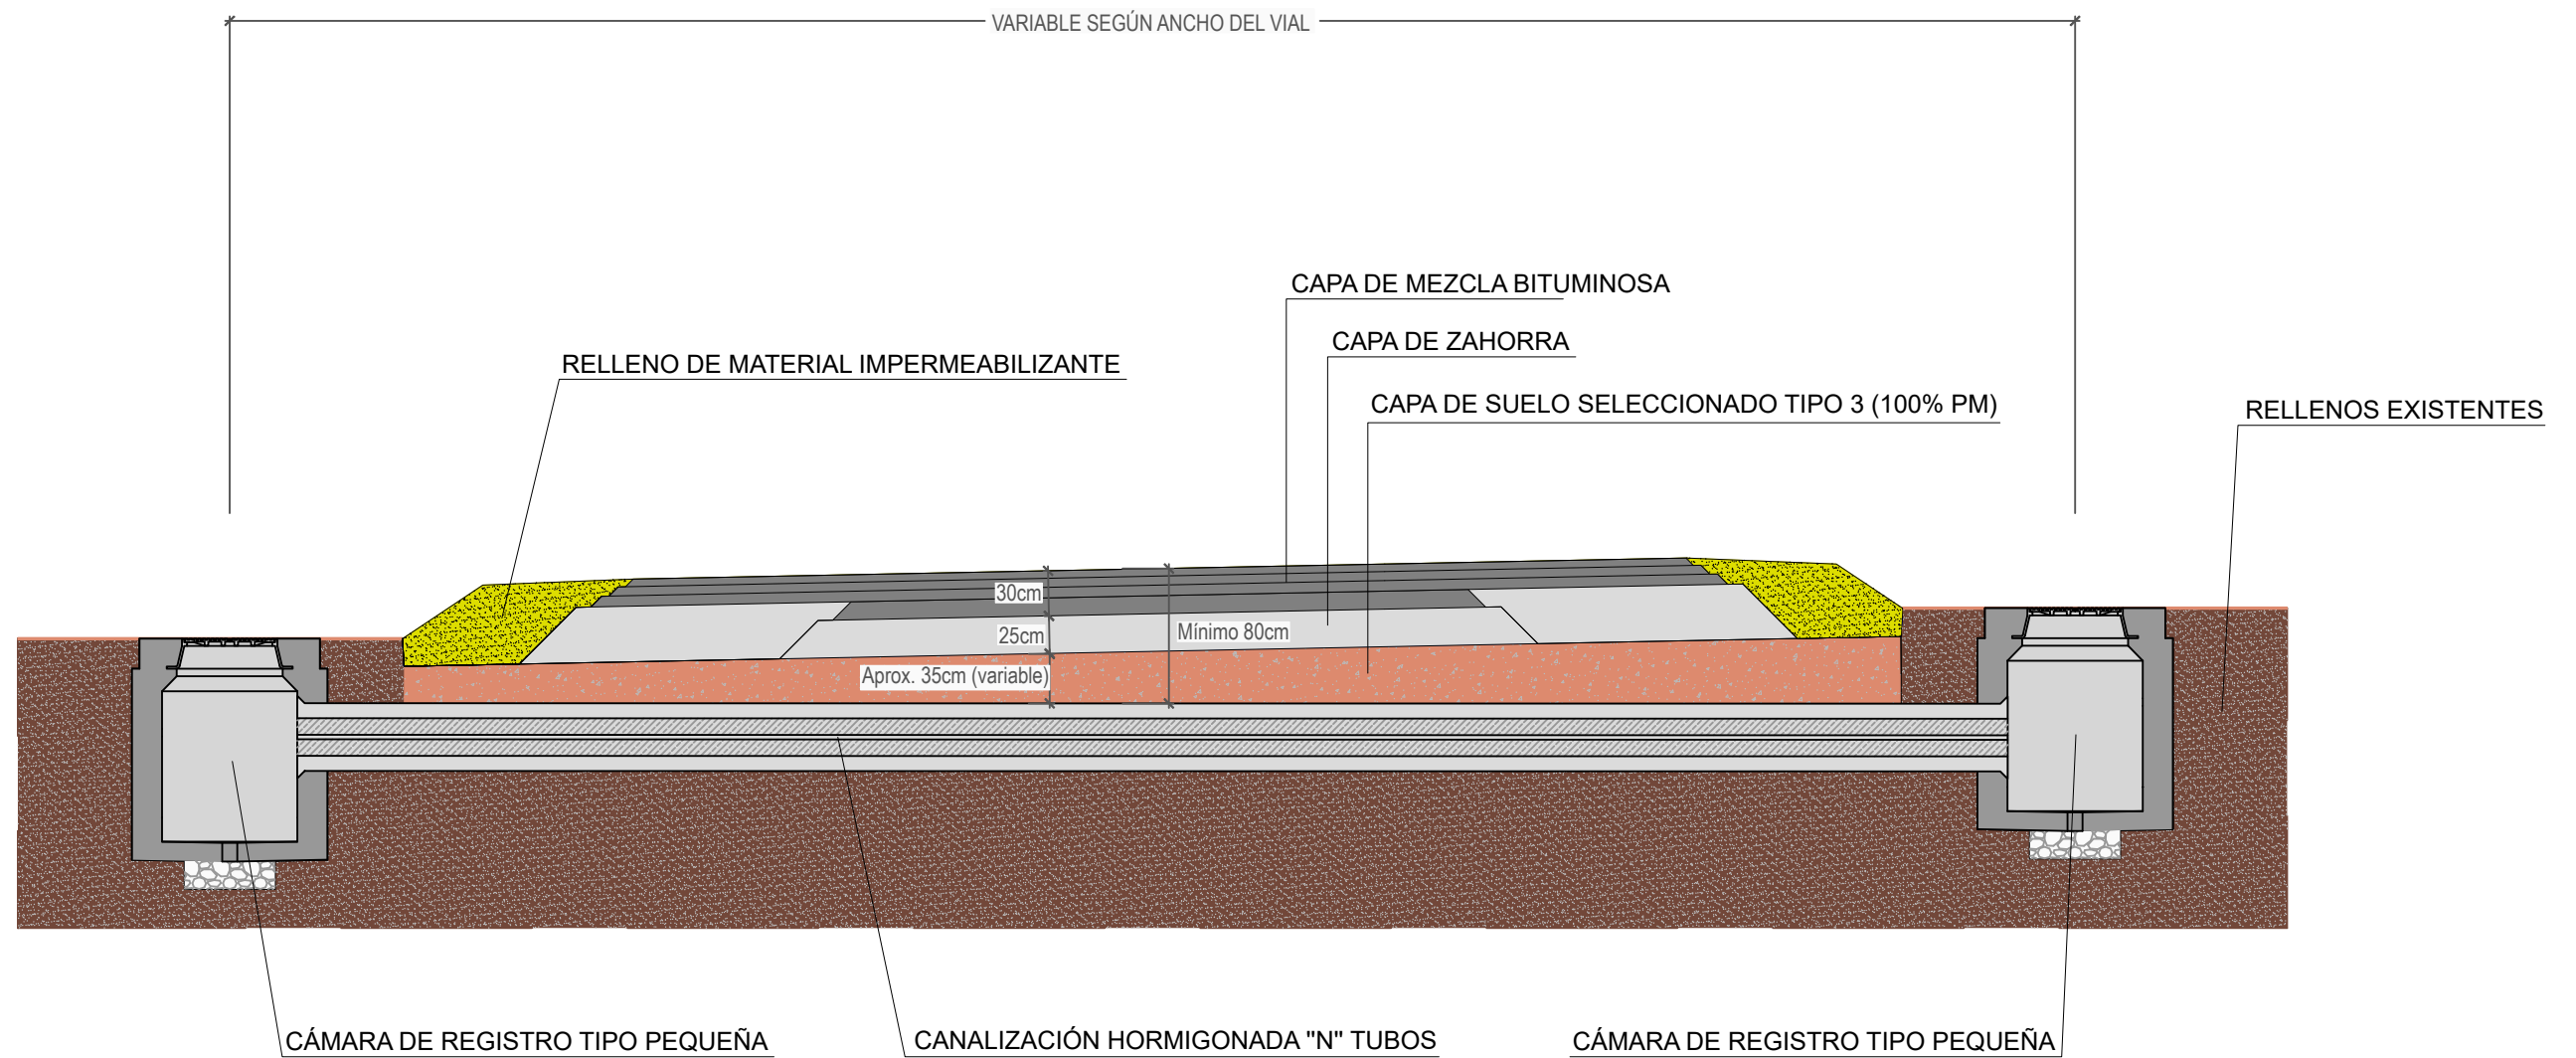 VARIABLE SEGÚN ANCHO DEL VIAL
CAPA DE MEZCLA BITUMINOSA
CAPA DE ZAHORRA
RELLENO DE MATERIAL IMPERMEABILIZANTE
CAPA DE SUELO SELECCIONADO TIPO 3 (100% PM)
RELLENOS EXISTENTES
30cm
25cm
Mínimo 80cm
Aprox. 35cm (variable)
CÁMARA DE REGISTRO TIPO PEQUEÑA
CANALIZACIÓN HORMIGONADA "N" TUBOS
CÁMARA DE REGISTRO TIPO PEQUEÑA